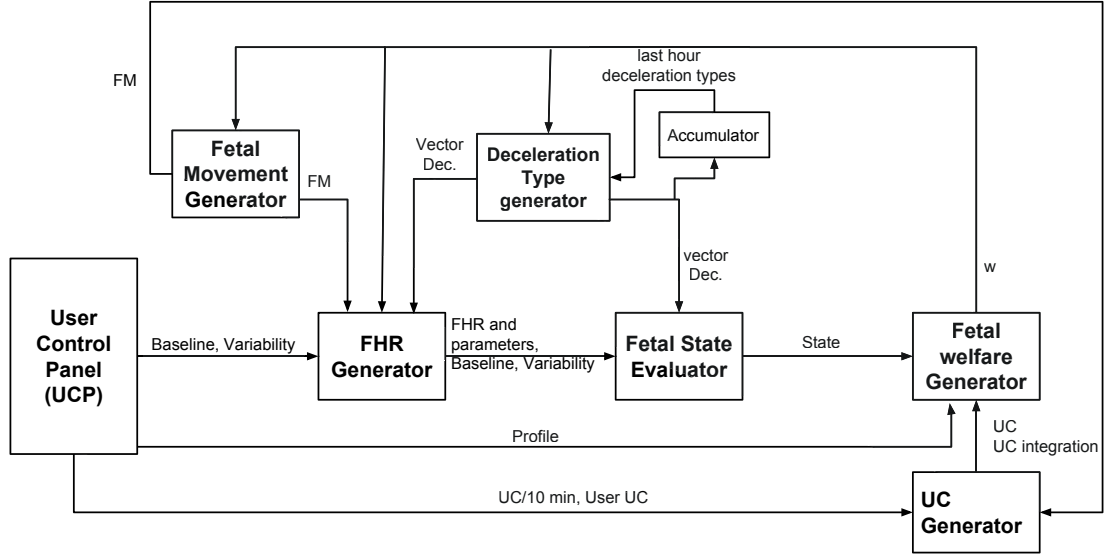 last hour
deceleration types
FM
Accumulator
Fetal
Movement
Generator
Vector
Dec.
Deceleration
Type
generator
FM
vector
Dec.
w
User
Control
Panel
(UCP)
Baseline, Variability
FHR
Generator
FHR and
parameters,
Baseline, Variability
Fetal State
Evaluator
State
Fetal
welfare
Generator
Profile
UC
UC integration
UC/10 min, User UC
UC
Generator